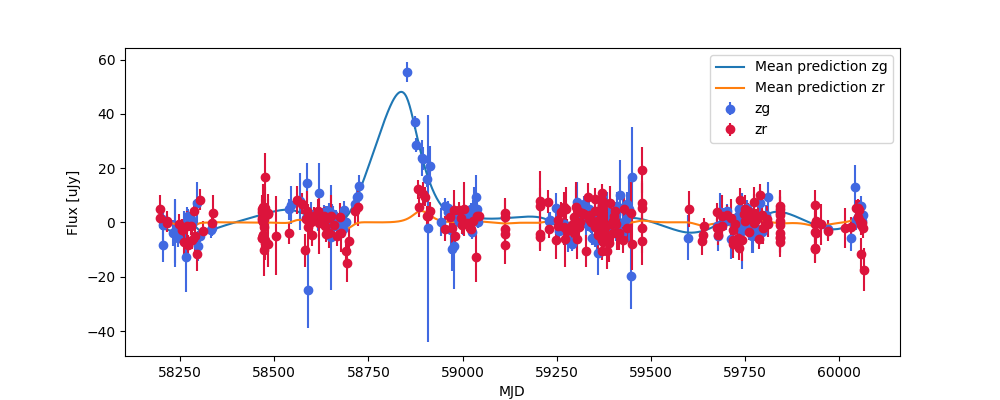 60
40
20
0
−20
−40
Flux [uJy]
58250
58500
58750
59000
59250
59500
59750
60000
MJD
Mean prediction zg
Mean prediction zr
zg
zr